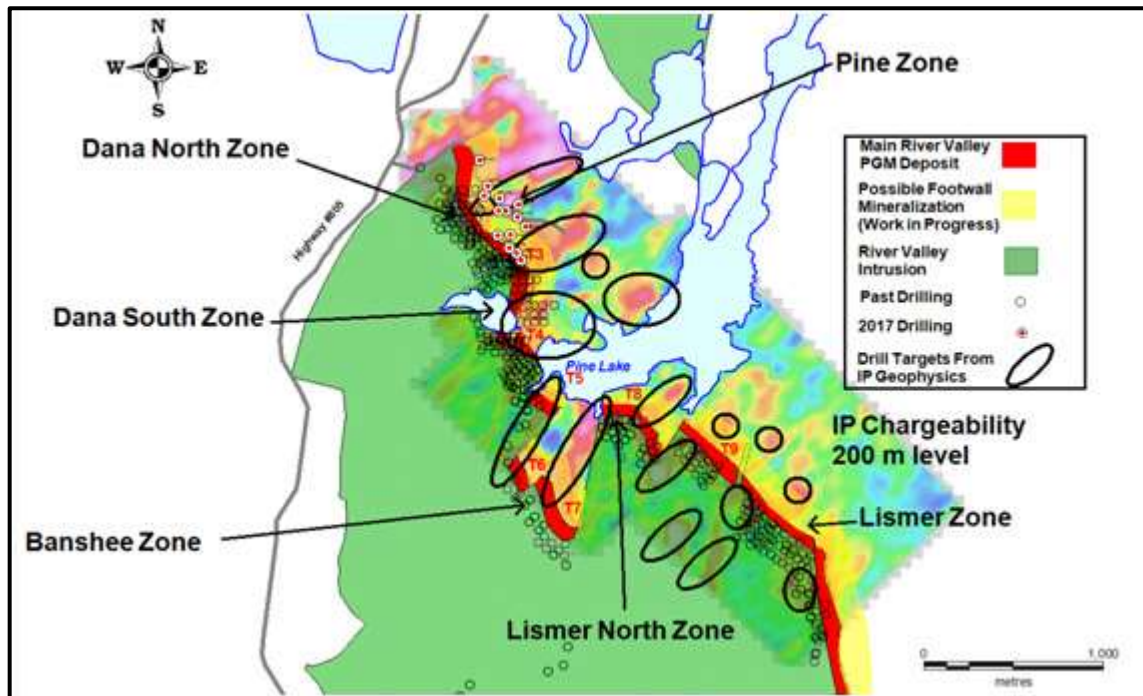 N
W E
S
Pine Zone
Dana North Zone
Main River Valley
PGM Deposit
Possible Footwall
Mineralization
(Work in Progress)
River Valley
Intrusion
Past Drilling
2017 Drilling
Drill Targets From
IP Geophysics
Highway #805
T3
Dana South Zone
T4
Pine Lake
T5
T8
IP Chargeability
200 m level
T9
T6
T7
Lismer Zone
Banshee Zone
Lismer North Zone
0 1,000
metres